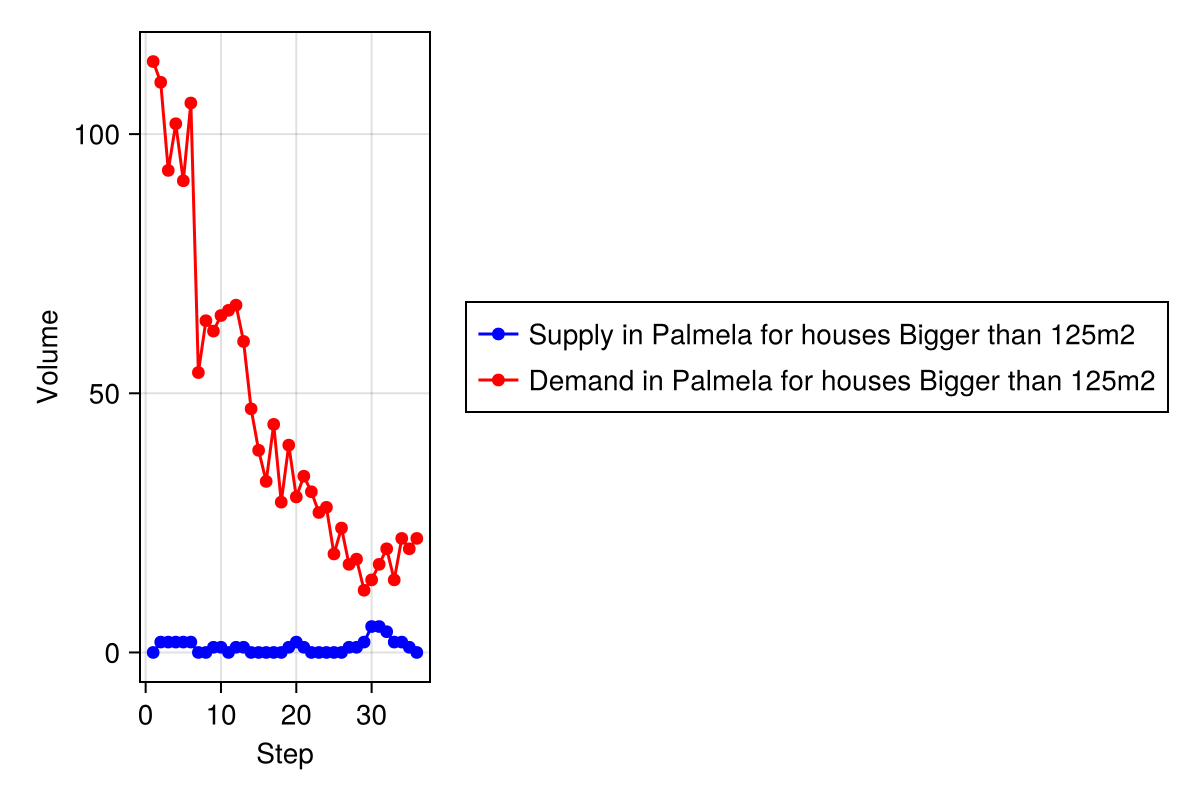 Volume
100
50
0
0 10 20 30
Step
Supply in Palmela for houses Bigger than 125m2
Demand in Palmela for houses Bigger than 125m2